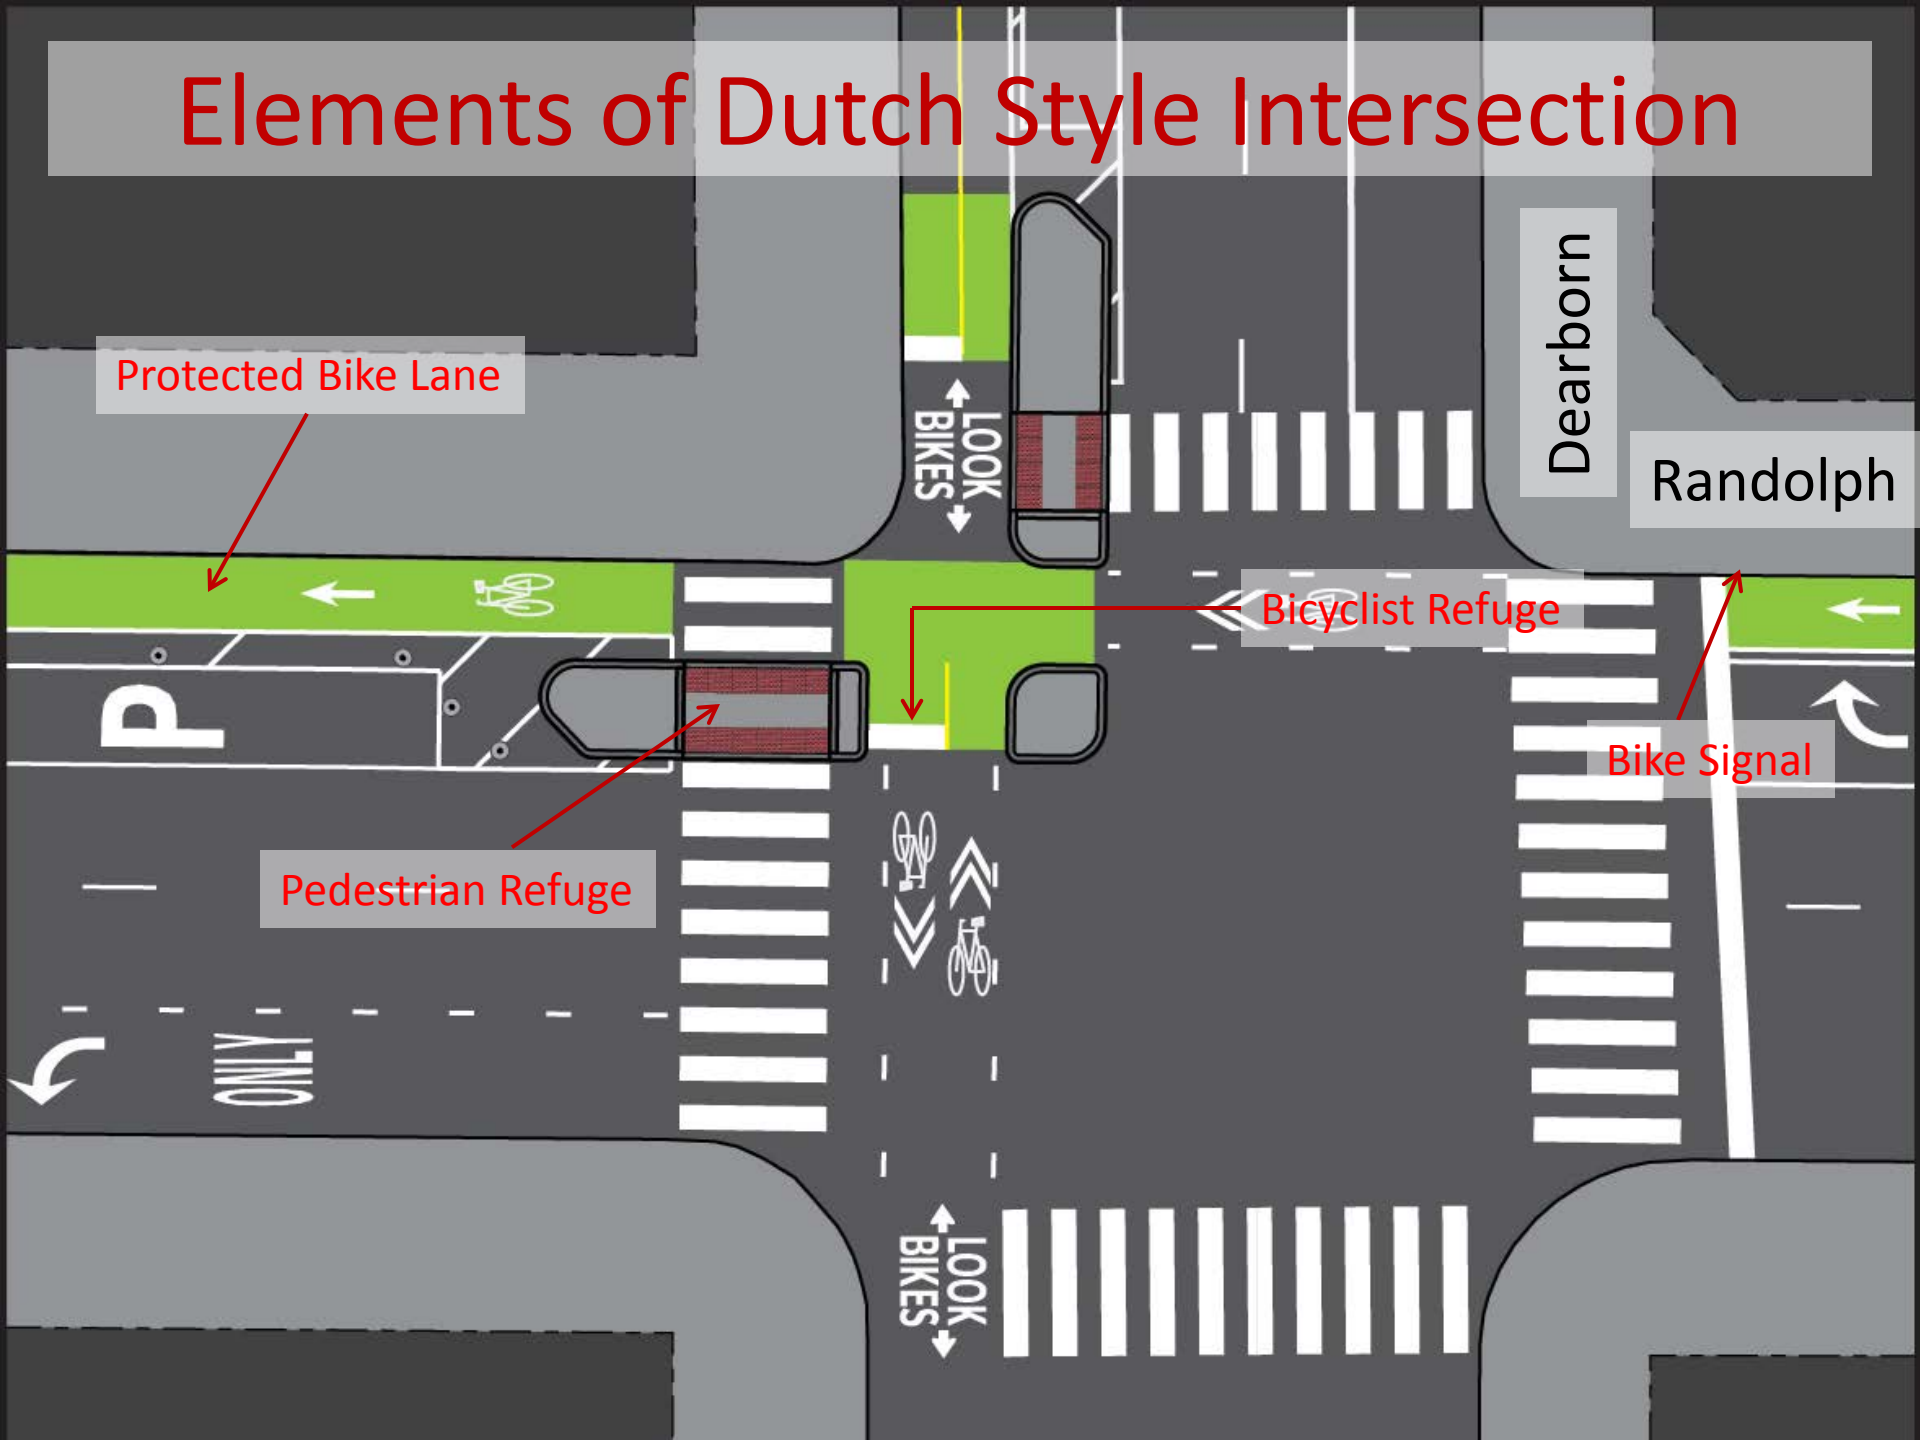 Elements of Dutch Style Intersection
Dearborn
Protected Bike Lane
LOOK
BIKES
Randolph
Bicyclist Refuge
P
Bike Signal
Pedestrian Refuge
ONLY
LOOK
BIKES